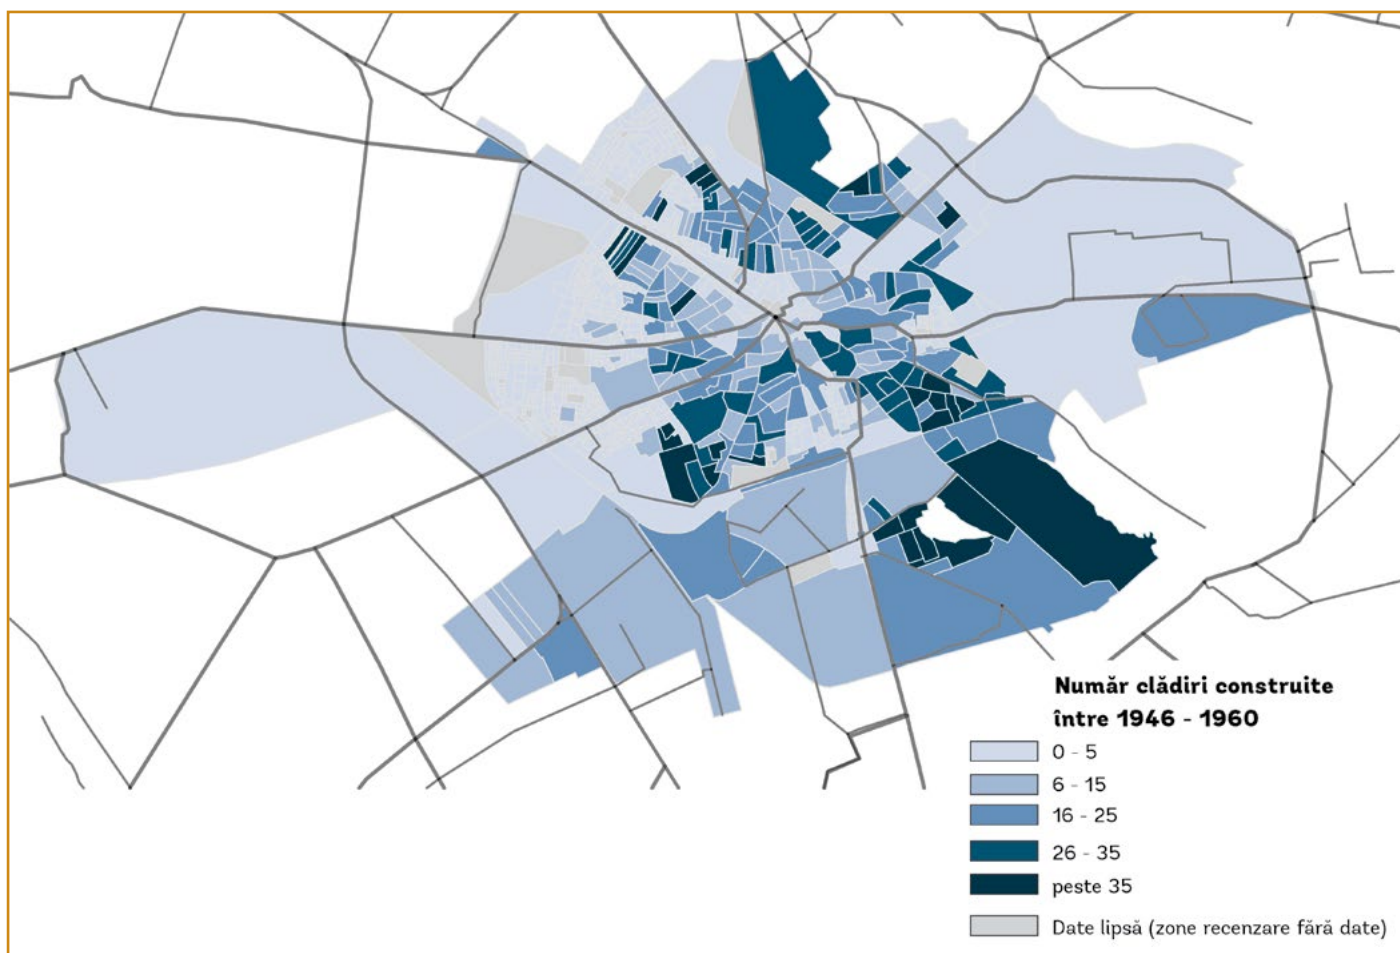 Număr clădiri construite
între 1946 - 1960
0 - 5
6 - 15
16 - 25
26 - 35
peste 35
Date lipsă (zone recenzare fără date)